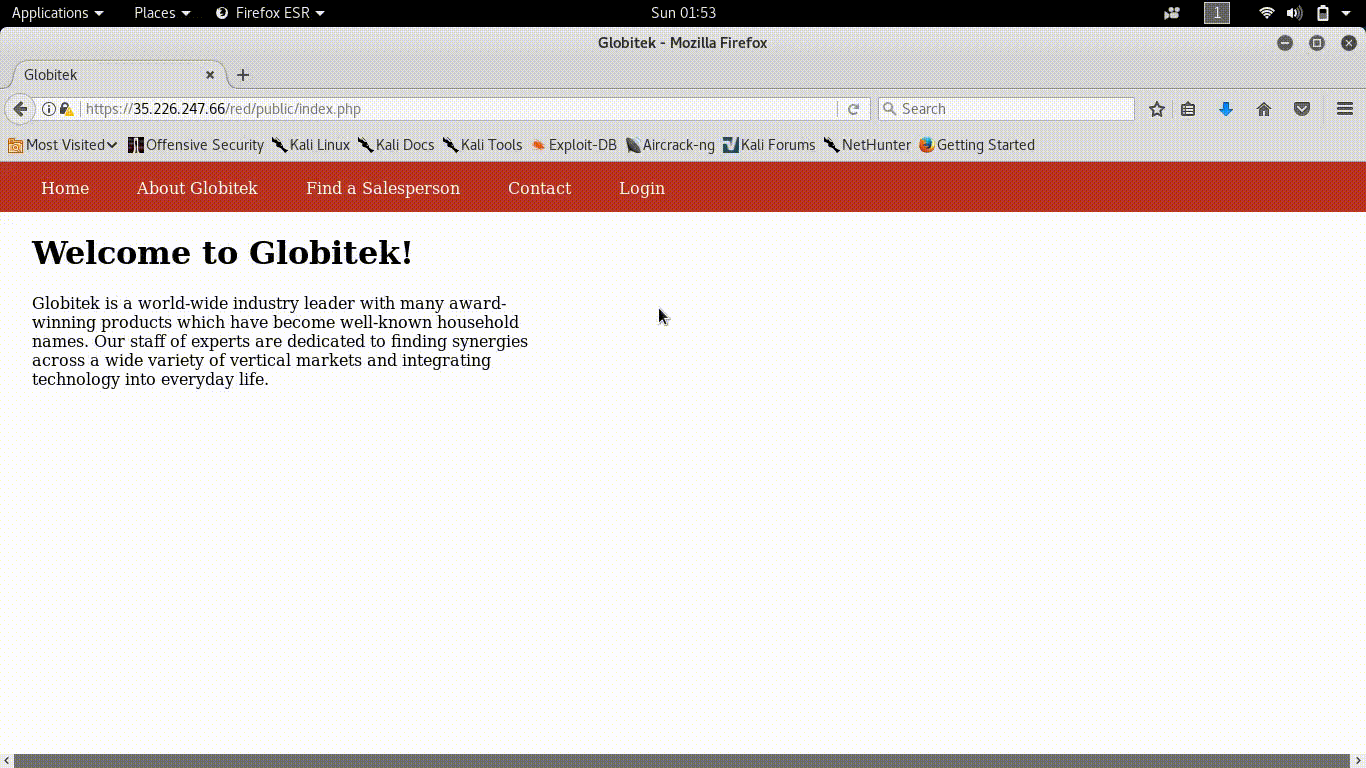 Applications Places Firefox ESR Sun 01:53 1
Globitek - Mozilla Firefox
Globitek
https://35.226.247.66/red/public/index.php Search
Most Visited Offensive Security Kali Linux Kali Docs Kali Tools Exploit-DB Aircrack-ng Kali Forums NetHunter Getting Started
Home About Globitek Find a Salesperson Contact Login
Welcome to Globitek!
Globitek is a world-wide industry leader with many award-
winning products which have become well-known household
names. Our staff of experts are dedicated to finding synergies
across a wide variety of vertical markets and integrating
technology into everyday life.